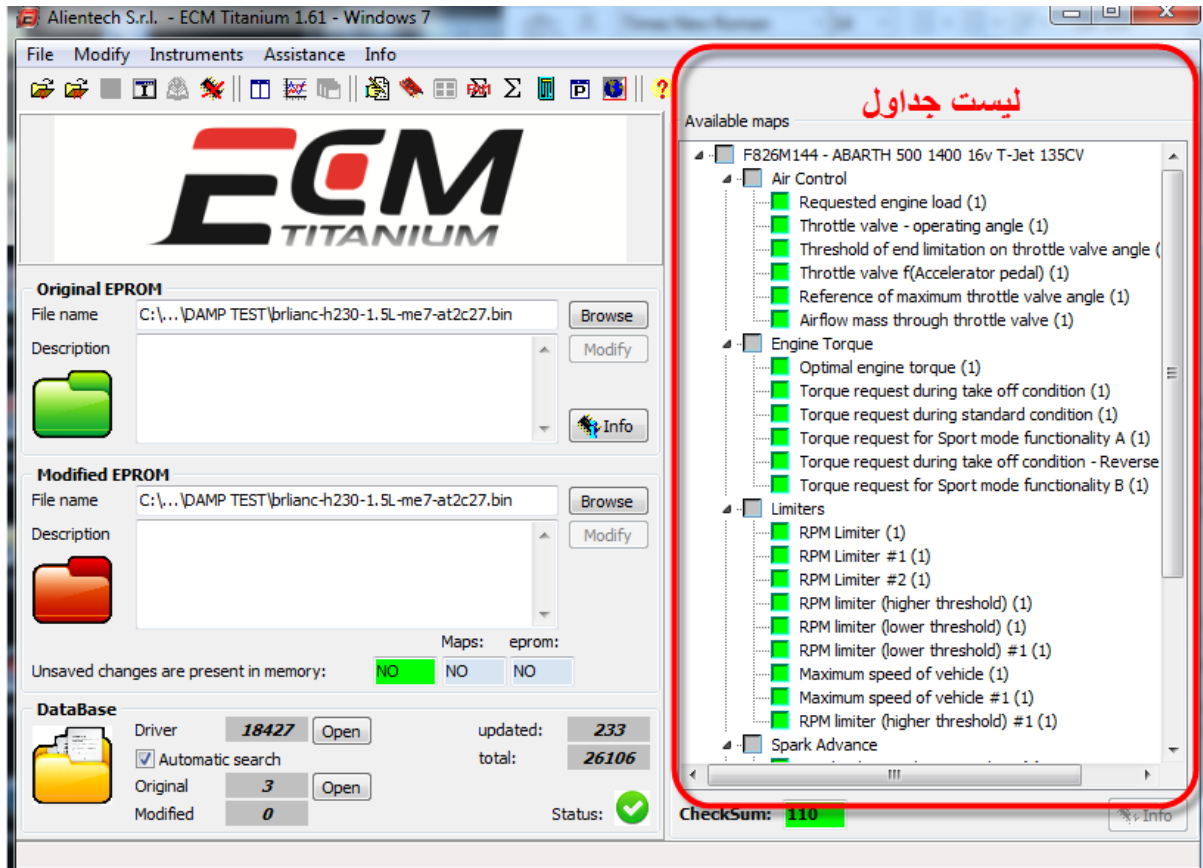 Alientech S.r.l. - ECM Titanium 1.61 - Windows 7
File Modify Instruments Assistance Info
ECM
TITANIUM
Original EPROM
File name C:\...\DAMP TEST\brlianc-h230-1.5L-me7-at2c27.bin Browse
Description Modify
Info
Modified EPROM
File name C:\...\DAMP TEST\brlianc-h230-1.5L-me7-at2c27.bin Browse
Description Modify
Maps: eprom:
Unsaved changes are present in memory: NO NO NO
DataBase
Driver 18427 Open updated: 233
Automatic search total: 26106
Original 3 Open
Modified 0 Status:
لیست جداول
Available maps
F826M144 - ABARTH 500 1400 16v T-Jet 135CV
Air Control
Requested engine load (1)
Throttle valve - operating angle (1)
Threshold of end limitation on throttle valve angle (
Throttle valve f(Accelerator pedal) (1)
Reference of maximum throttle valve angle (1)
Airflow mass through throttle valve (1)
Engine Torque
Optimal engine torque (1)
Torque request during take off condition (1)
Torque request during standard condition (1)
Torque request for Sport mode functionality A (1)
Torque request during take off condition - Reverse
Torque request for Sport mode functionality B (1)
Limiters
RPM Limiter (1)
RPM Limiter #1 (1)
RPM Limiter #2 (1)
RPM limiter (higher threshold) (1)
RPM limiter (lower threshold) (1)
RPM limiter (lower threshold) #1 (1)
Maximum speed of vehicle (1)
Maximum speed of vehicle #1 (1)
RPM limiter (higher threshold) #1 (1)
Spark Advance
CheckSum: 110 Info